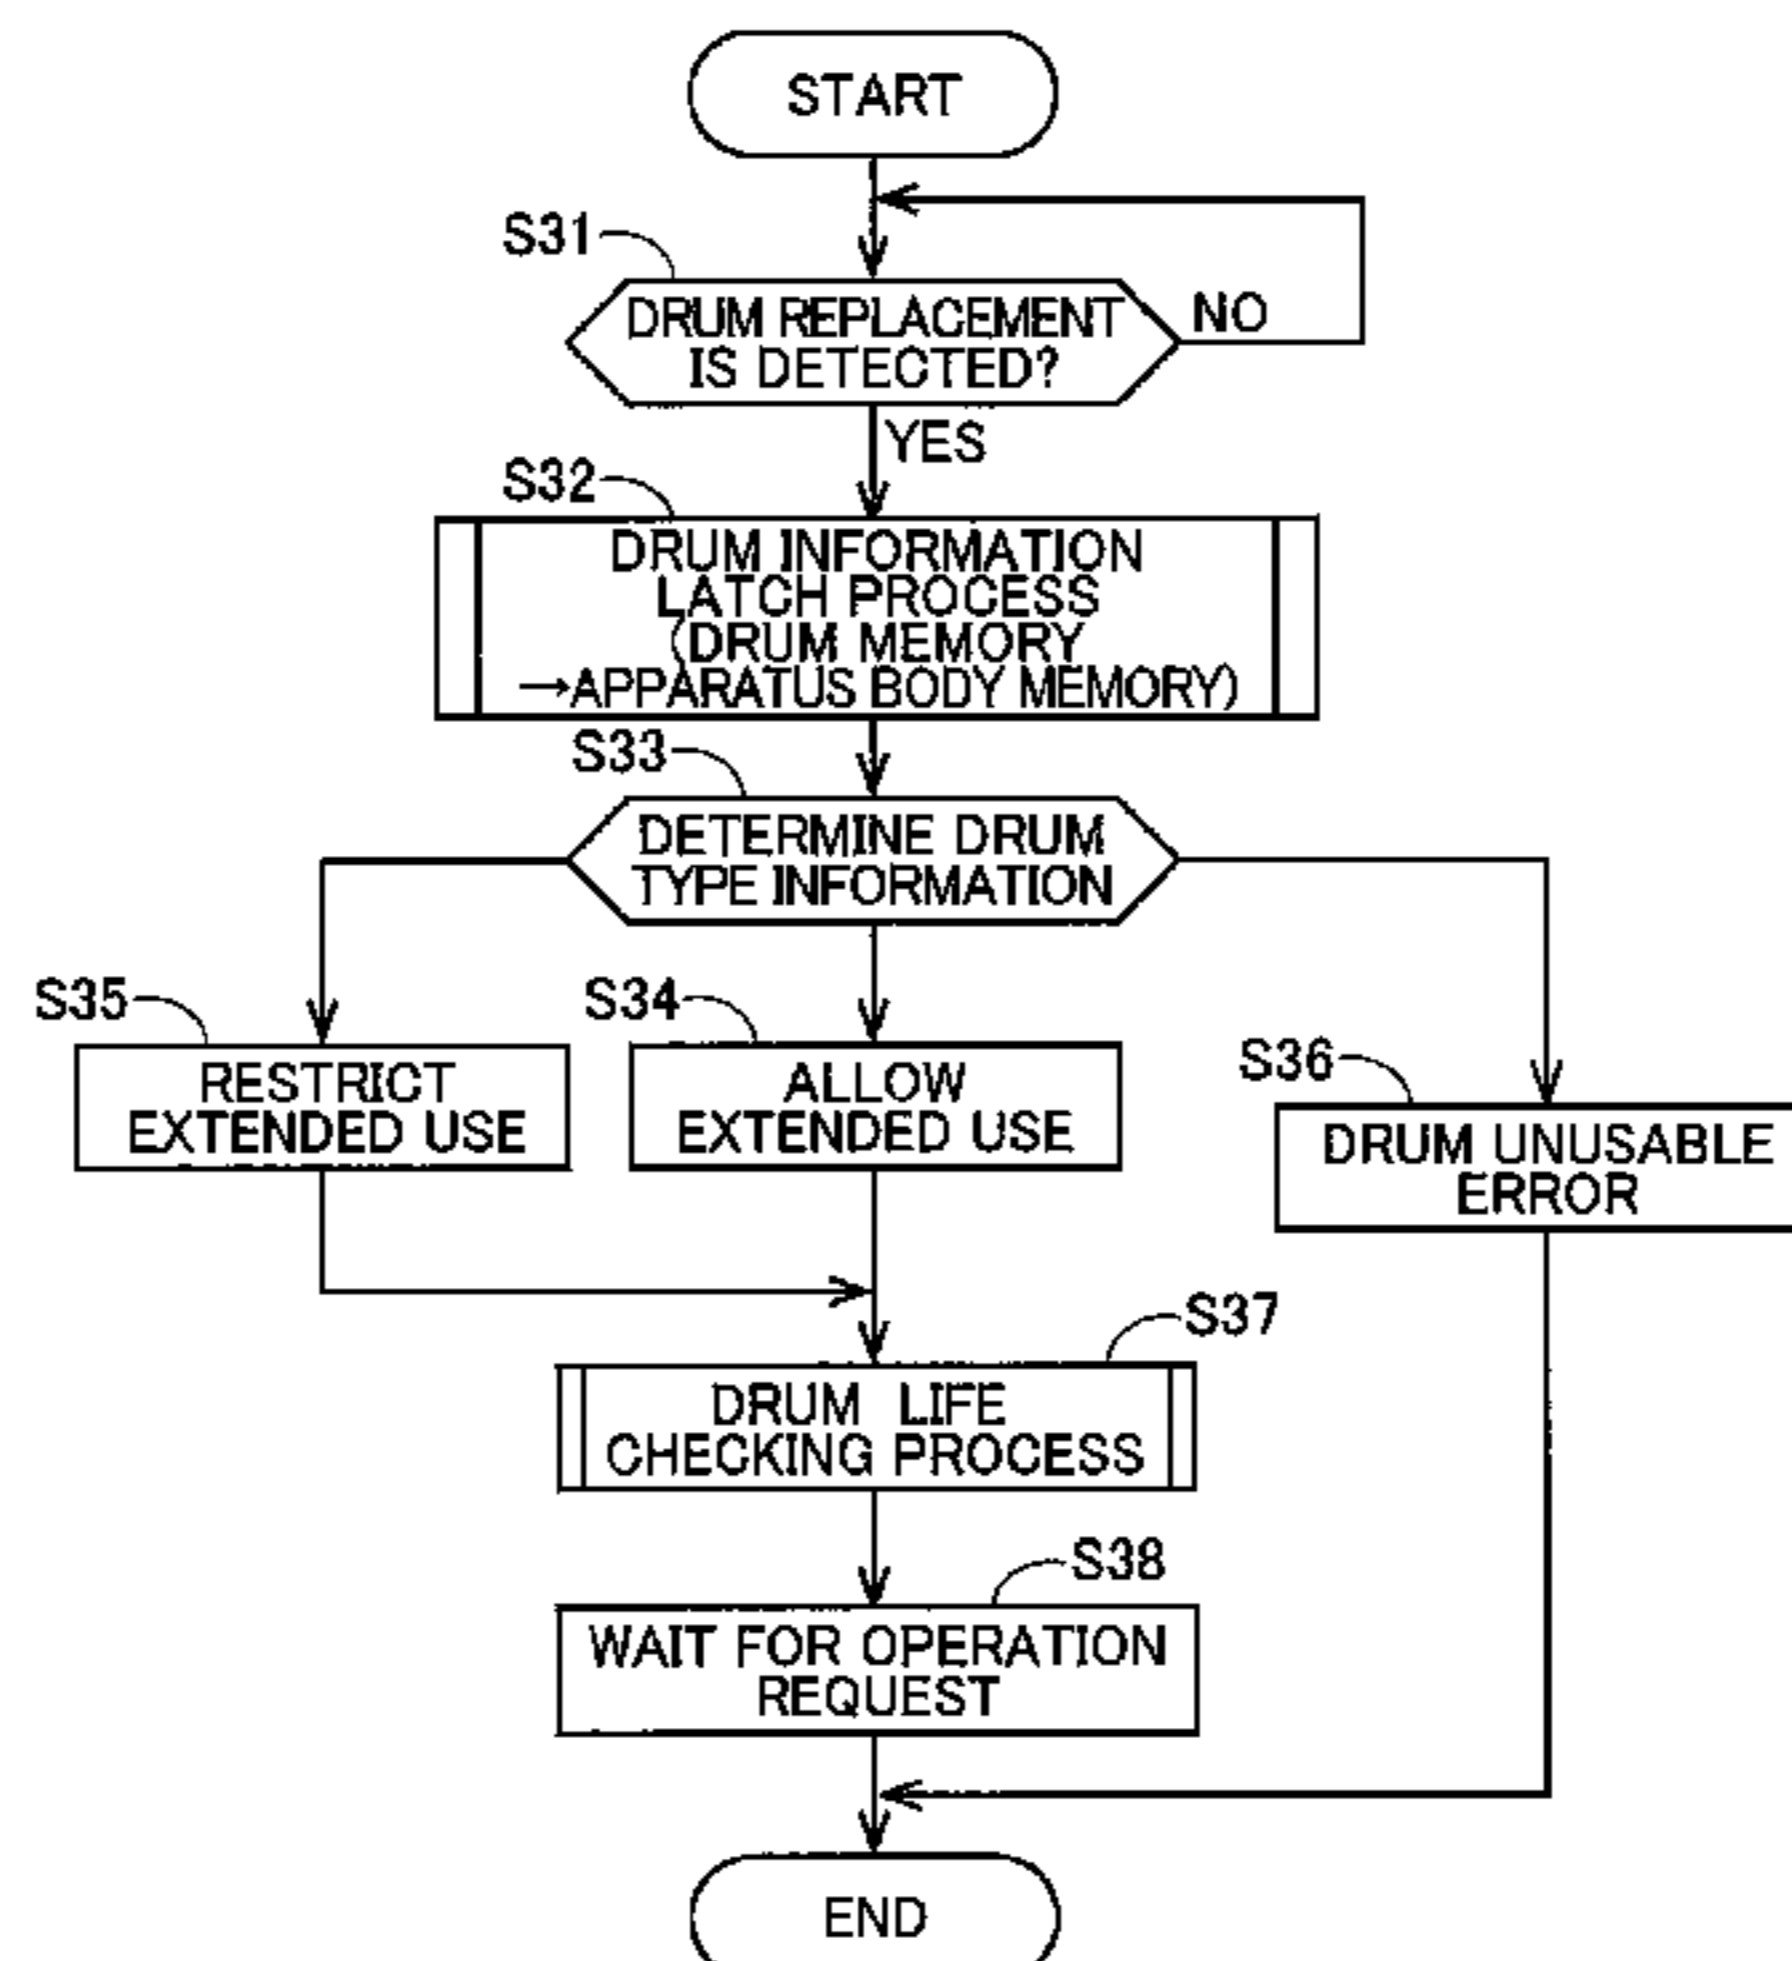 START
S31
DRUM REPLACEMENT
IS DETECTED?
NO
YES
S32
DRUM INFORMATION
LATCH PROCESS
(DRUM MEMORY
→APPARATUS BODY MEMORY)
S33
DETERMINE DRUM
TYPE INFORMATION
S35
RESTRICT
EXTENDED USE
S34
ALLOW
EXTENDED USE
S36
DRUM UNUSABLE
ERROR
S37
DRUM LIFE
CHECKING PROCESS
S38
WAIT FOR OPERATION
REQUEST
END